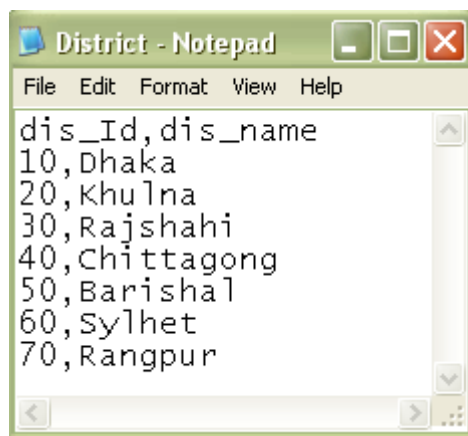 District - Notepad
File Edit Format View Help
dis_Id,dis_name
10,Dhaka
20,Khulna
30,Rajshahi
40,Chittagong
50,Barishal
60,Sylhet
70,Rangpur